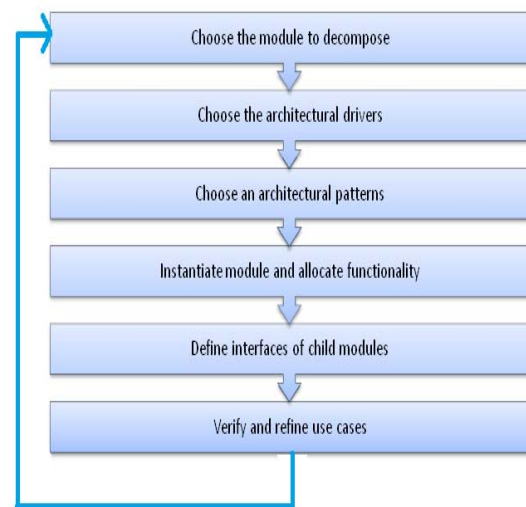 Choose the module to decompose
Choose the architectural drivers
Choose an architectural patterns
Instantiate module and allocate functionality
Define interfaces of child modules
Verify and refine use cases